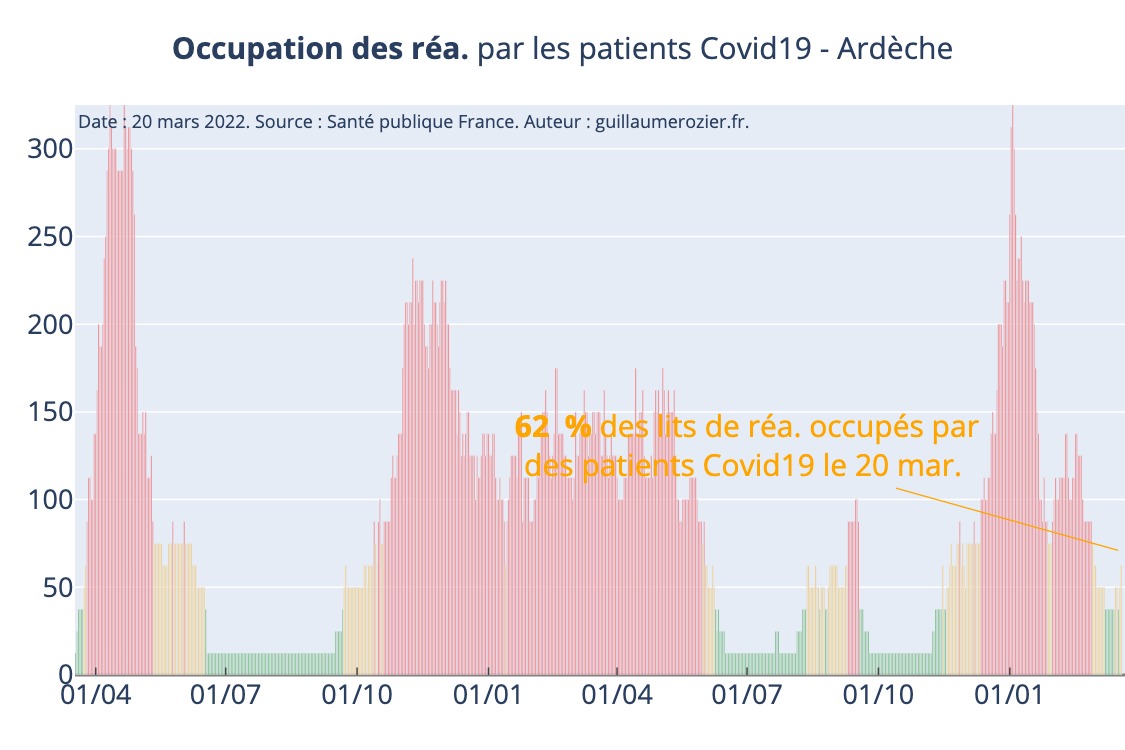 Occupation des réa. par les patients Covid19 - Ardèche
Date : 20 mars 2022. Source : Santé publique France. Auteur : guillaumerozier.fr.
300
250
200
150
62  % des lits de réa. occupés par
des patients Covid19 le 20 mar.
100
50
0
01/04 01/07 01/10 01/01 01/04 01/07 01/10 01/01